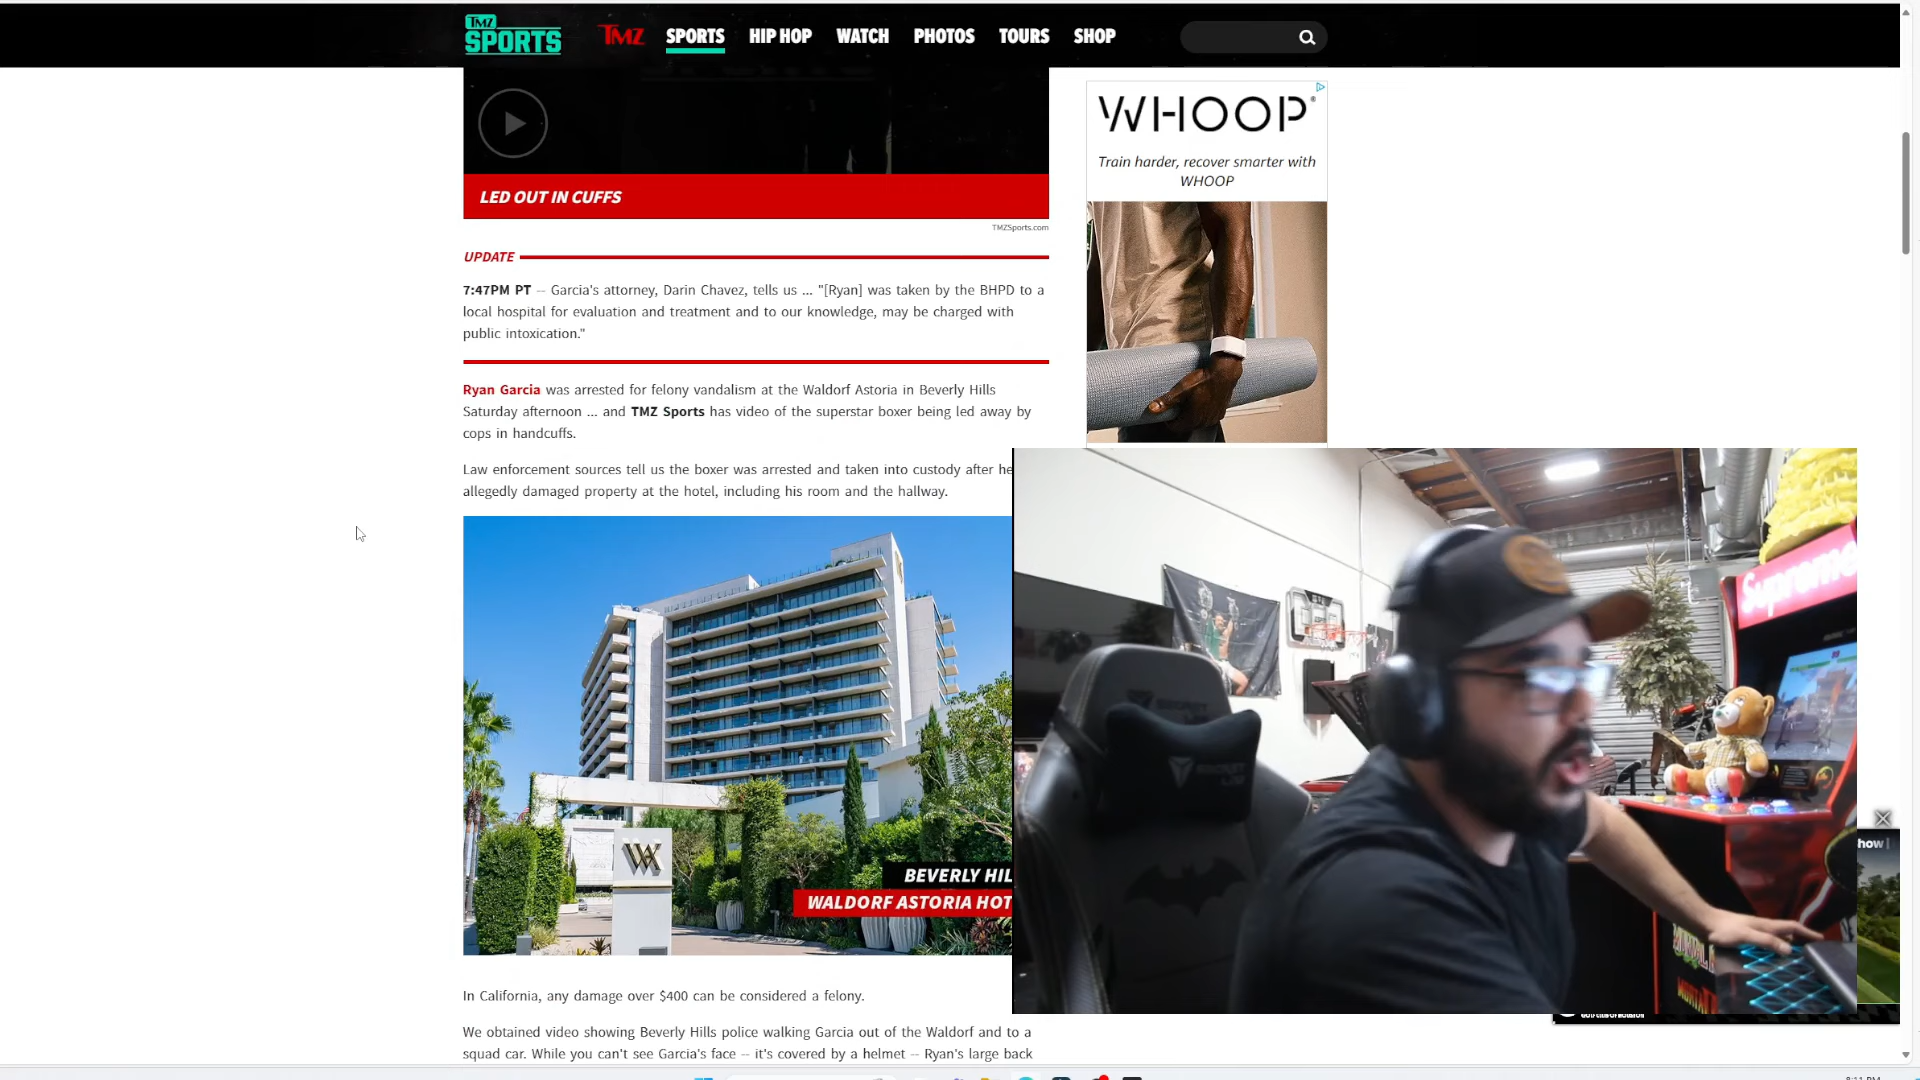 TMZ SPORTS
TMZ SPORTS HIP HOP WATCH PHOTOS TOURS SHOP
LED OUT IN CUFFS
TMZSports.com
UPDATE
7:47PM PT -- Garcia's attorney, Darin Chavez, tells us ... "[Ryan] was taken by the BHPD to a
local hospital for evaluation and treatment and to our knowledge, may be charged with
public intoxication."
Ryan Garcia was arrested for felony vandalism at the Waldorf Astoria in Beverly Hills
Saturday afternoon ... and TMZ Sports has video of the superstar boxer being led away by
cops in handcuffs.
Law enforcement sources tell us the boxer was arrested and taken into custody after he
allegedly damaged property at the hotel, including his room and the hallway.
BEVERLY HIL
WALDORF ASTORIA HOT
In California, any damage over $400 can be considered a felony.
We obtained video showing Beverly Hills police walking Garcia out of the Waldorf and to a
squad car. While you can't see Garcia's face -- it's covered by a helmet -- Ryan's large back
WHOOP
Train harder, recover smarter with
WHOOP
Supreme
SECRET
LAB
how